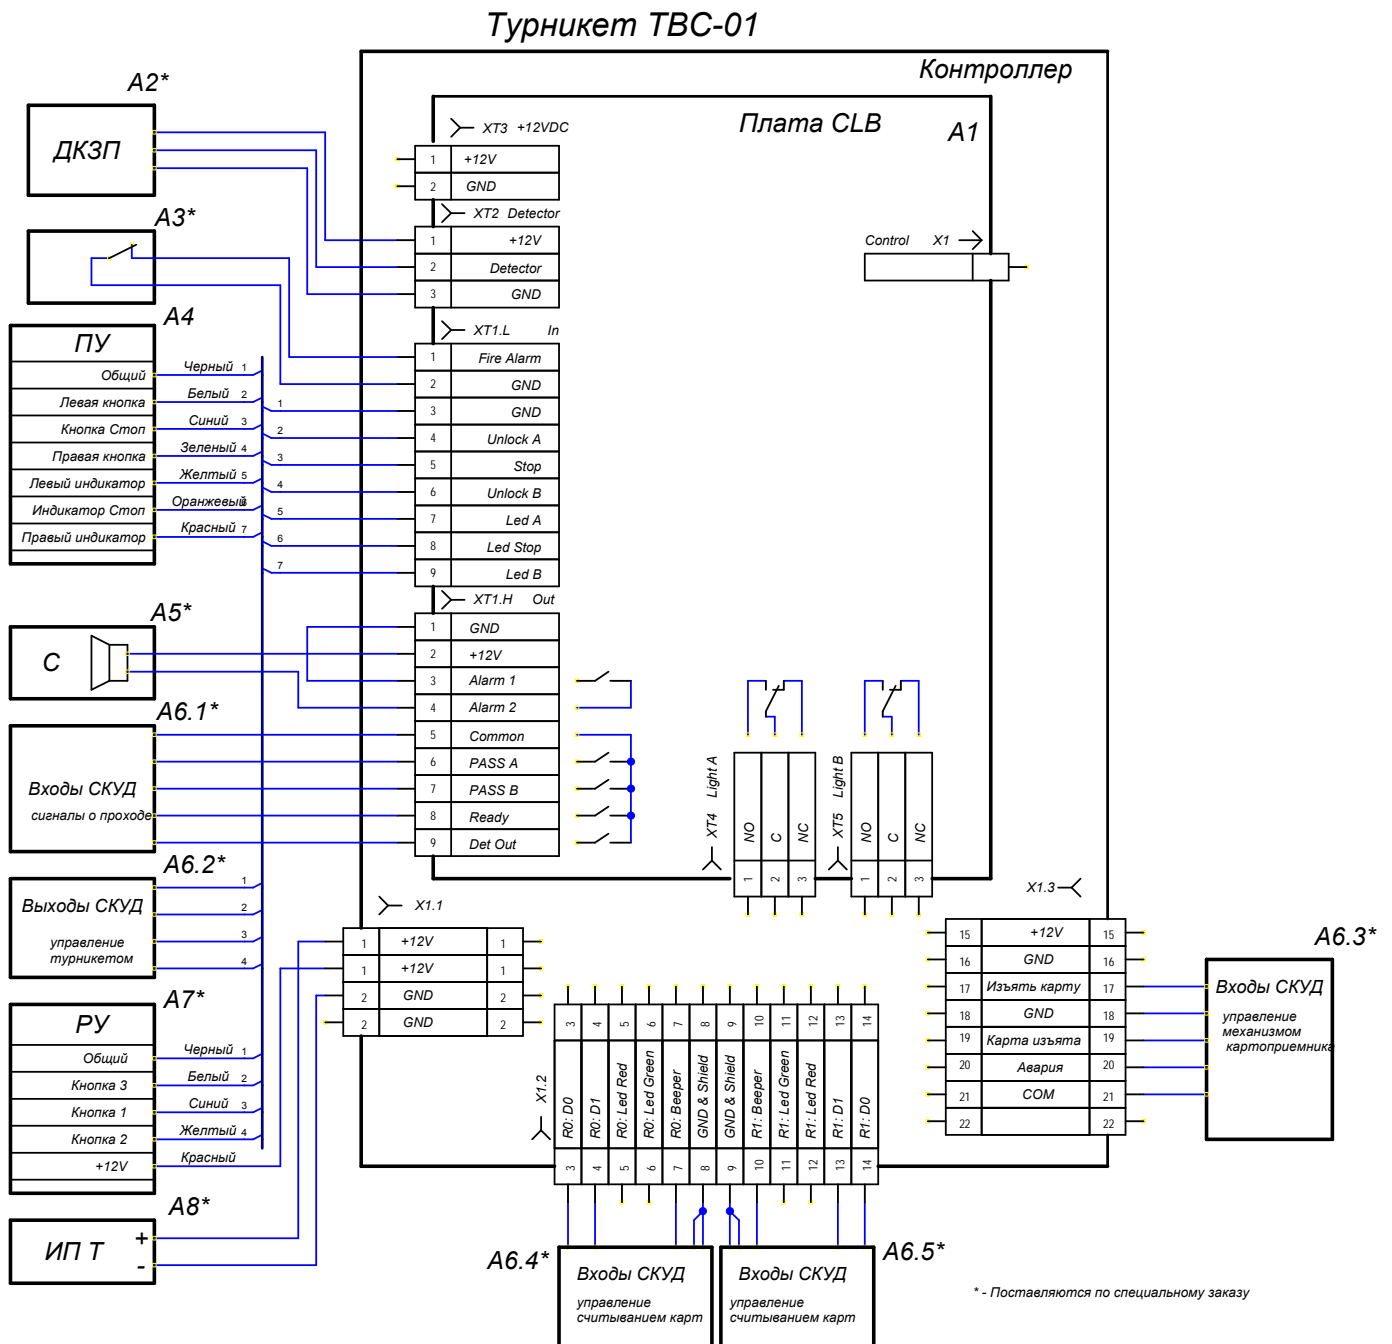 Турникет ТВС-01
Контроллер
Плата CLB
A1
A2*
ДКЗП
XT3 +12VDC
1 +12V
2 GND
XT2 Detector
1 +12V
2 Detector
3 GND
Control X1
A3*
A4
ПУ
Общий Черный 1
Левая кнопка Белый 2
Кнопка Стоп Синий 3
Правая кнопка Зеленый 4
Левый индикатор Желтый 5
Индикатор Стоп Оранжевый 6
Правый индикатор Красный 7
XT1.L In
1 Fire Alarm
2 GND
1 3 GND
2 4 Unlock A
3 5 Stop
4 6 Unlock B
5 7 Led A
6 8 Led Stop
7 9 Led B
XT1.H Out
1 GND
2 +12V
3 Alarm 1
4 Alarm 2
5 Common
6 PASS A
7 PASS B
8 Ready
9 Det Out
A5*
С
A6.1*
Входы СКУД
сигналы о проходе
A6.2*
Выходы СКУД
управление
турникетом
1
2
3
4
A7*
РУ
Общий Черный 1
Кнопка 3 Белый 2
Кнопка 1 Синий 3
Кнопка 2 Желтый 4
+12V Красный
A8*
ИП Т
+
-
XT4 Light A
1 NO
2 C
3 NC
XT5 Light B
1 NO
2 C
3 NC
X1.1
1 +12V 1
1 +12V 1
2 GND 2
2 GND 2
X1.2
3 R0: D0 3
4 R0: D1 4
5 R0: Led Red 5
6 R0: Led Green 6
7 R0: Beeper 7
8 GND & Shield 8
9 GND & Shield 9
10 R1: Beeper 10
11 R1: Led Green 11
12 R1: Led Red 12
13 R1: D1 13
14 R1: D0 14
X1.3
15 +12V 15
16 GND 16
17 Изъять карту 17
18 GND 18
19 Карта изъята 19
20 Авария 20
21 COM 21
22 22
A6.3*
Входы СКУД
управление
механизмом
картоприемника
A6.4*
Входы СКУД
управление
считыванием карт
A6.5*
Входы СКУД
управление
считыванием карт
* - Поставляются по специальному заказу